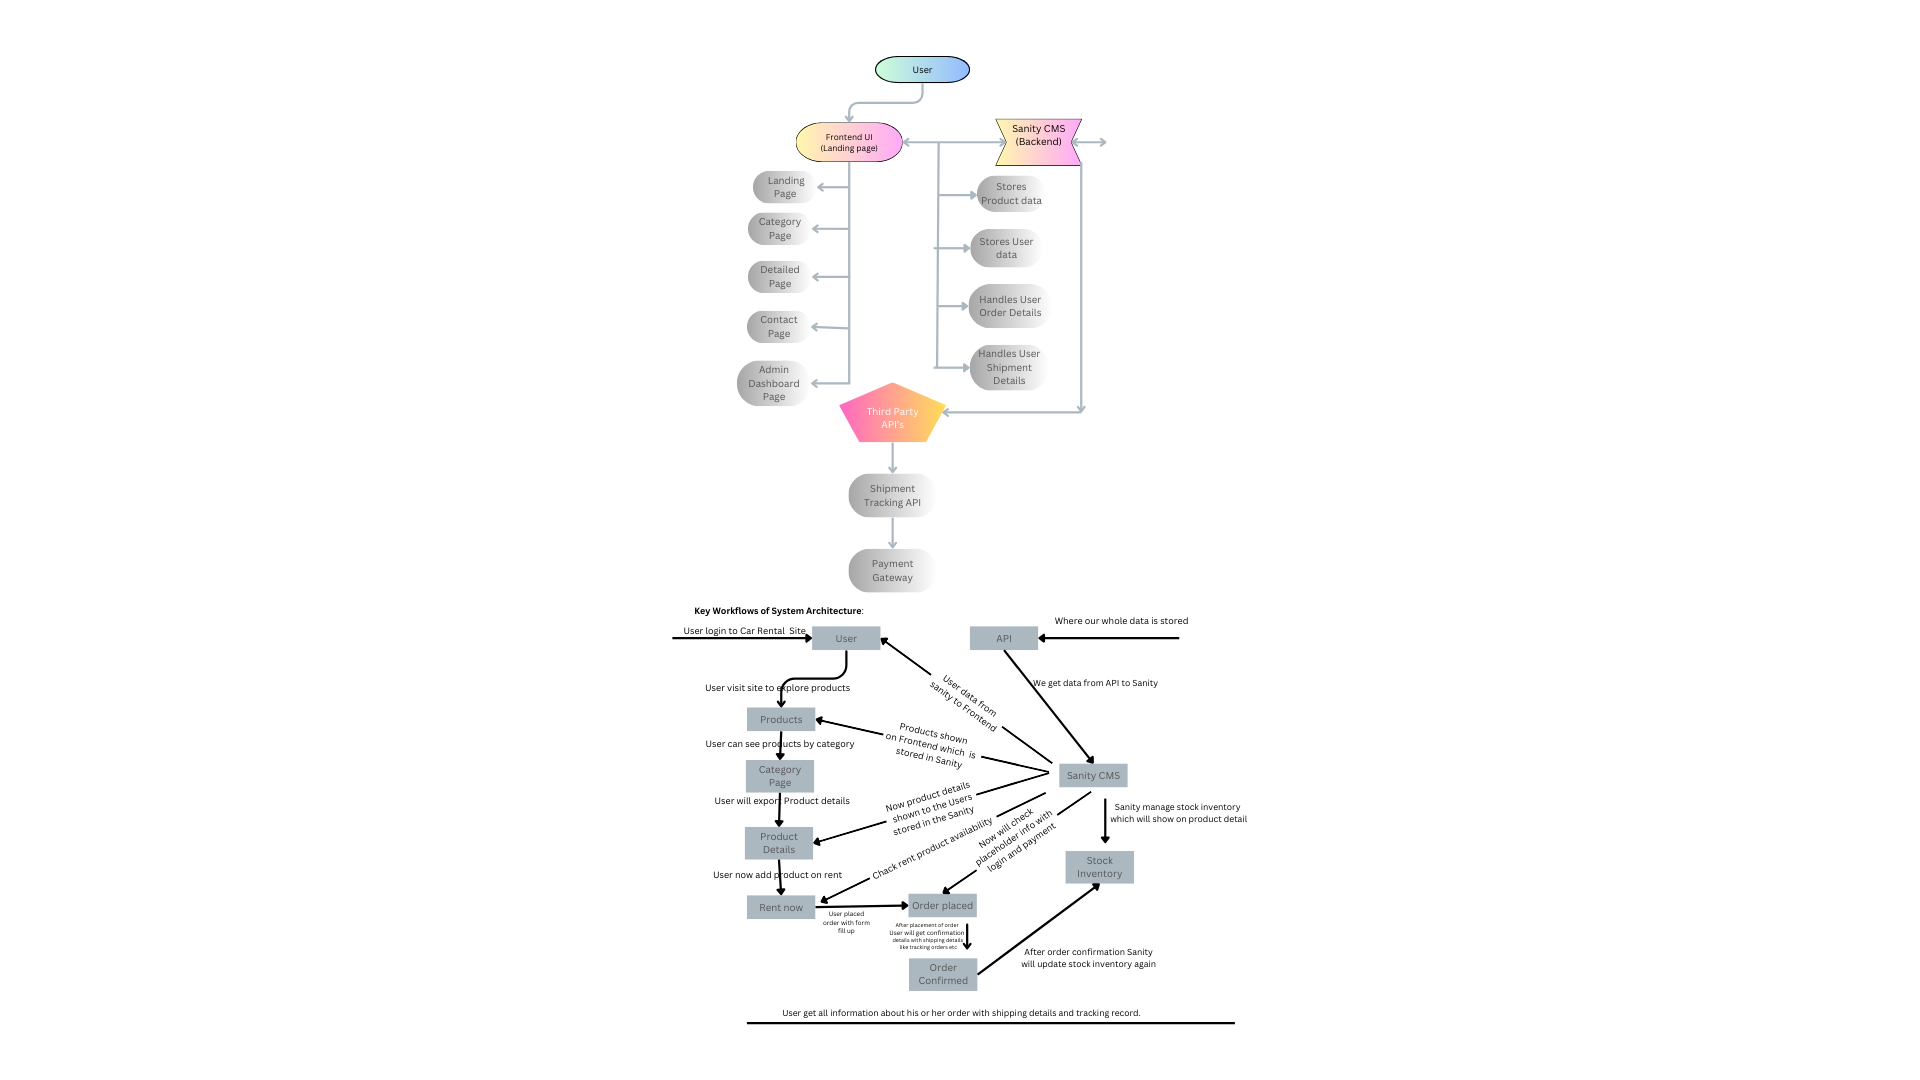 User
Frontend UI
(Landing page)
Sanity CMS
(Backend)
Landing
Page
Category
Page
Detailed
Page
Contact
Page
Admin
Dashboard
Page
Stores
Product data
Stores User
data
Handles User
Order Details
Handles User
Shipment
Details
Third Party
API's
Shipment
Tracking API
Payment
Gateway
Key Workflows of System Architecture:
User login to Car Rental Site
User
API
Where our whole data is stored
User visit site to explore products
User data from
sanity to Frontend
We get data from API to Sanity
Products
Products shown
on Frontend which is
stored in Sanity
User can see products by category
Category
Page
Sanity CMS
User will export Product details
Now product details
shown to the Users
stored in the Sanity
Sanity manage stock inventory
which will show on product detail
Product
Details
Chack rent product availability
Now will check
placeholder info with
login and payment
Stock
Inventory
User now add product on rent
Rent now
User placed
order with form
fill up
Order placed
After placement of order
User will get confirmation
details with shipping details
like tracking orders etc
Order
Confirmed
After order confirmation Sanity
will update stock inventory again
User get all information about his or her order with shipping details and tracking record.